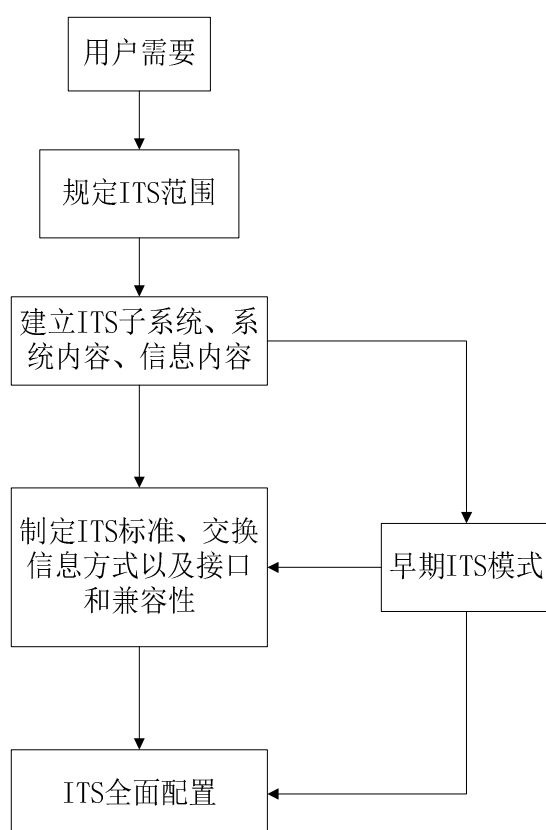 用户需要
规定ITS范围
建立ITS子系统、系
统内容、信息内容
制定ITS标准、交换
信息方式以及接口
和兼容性
早期ITS模式
ITS全面配置